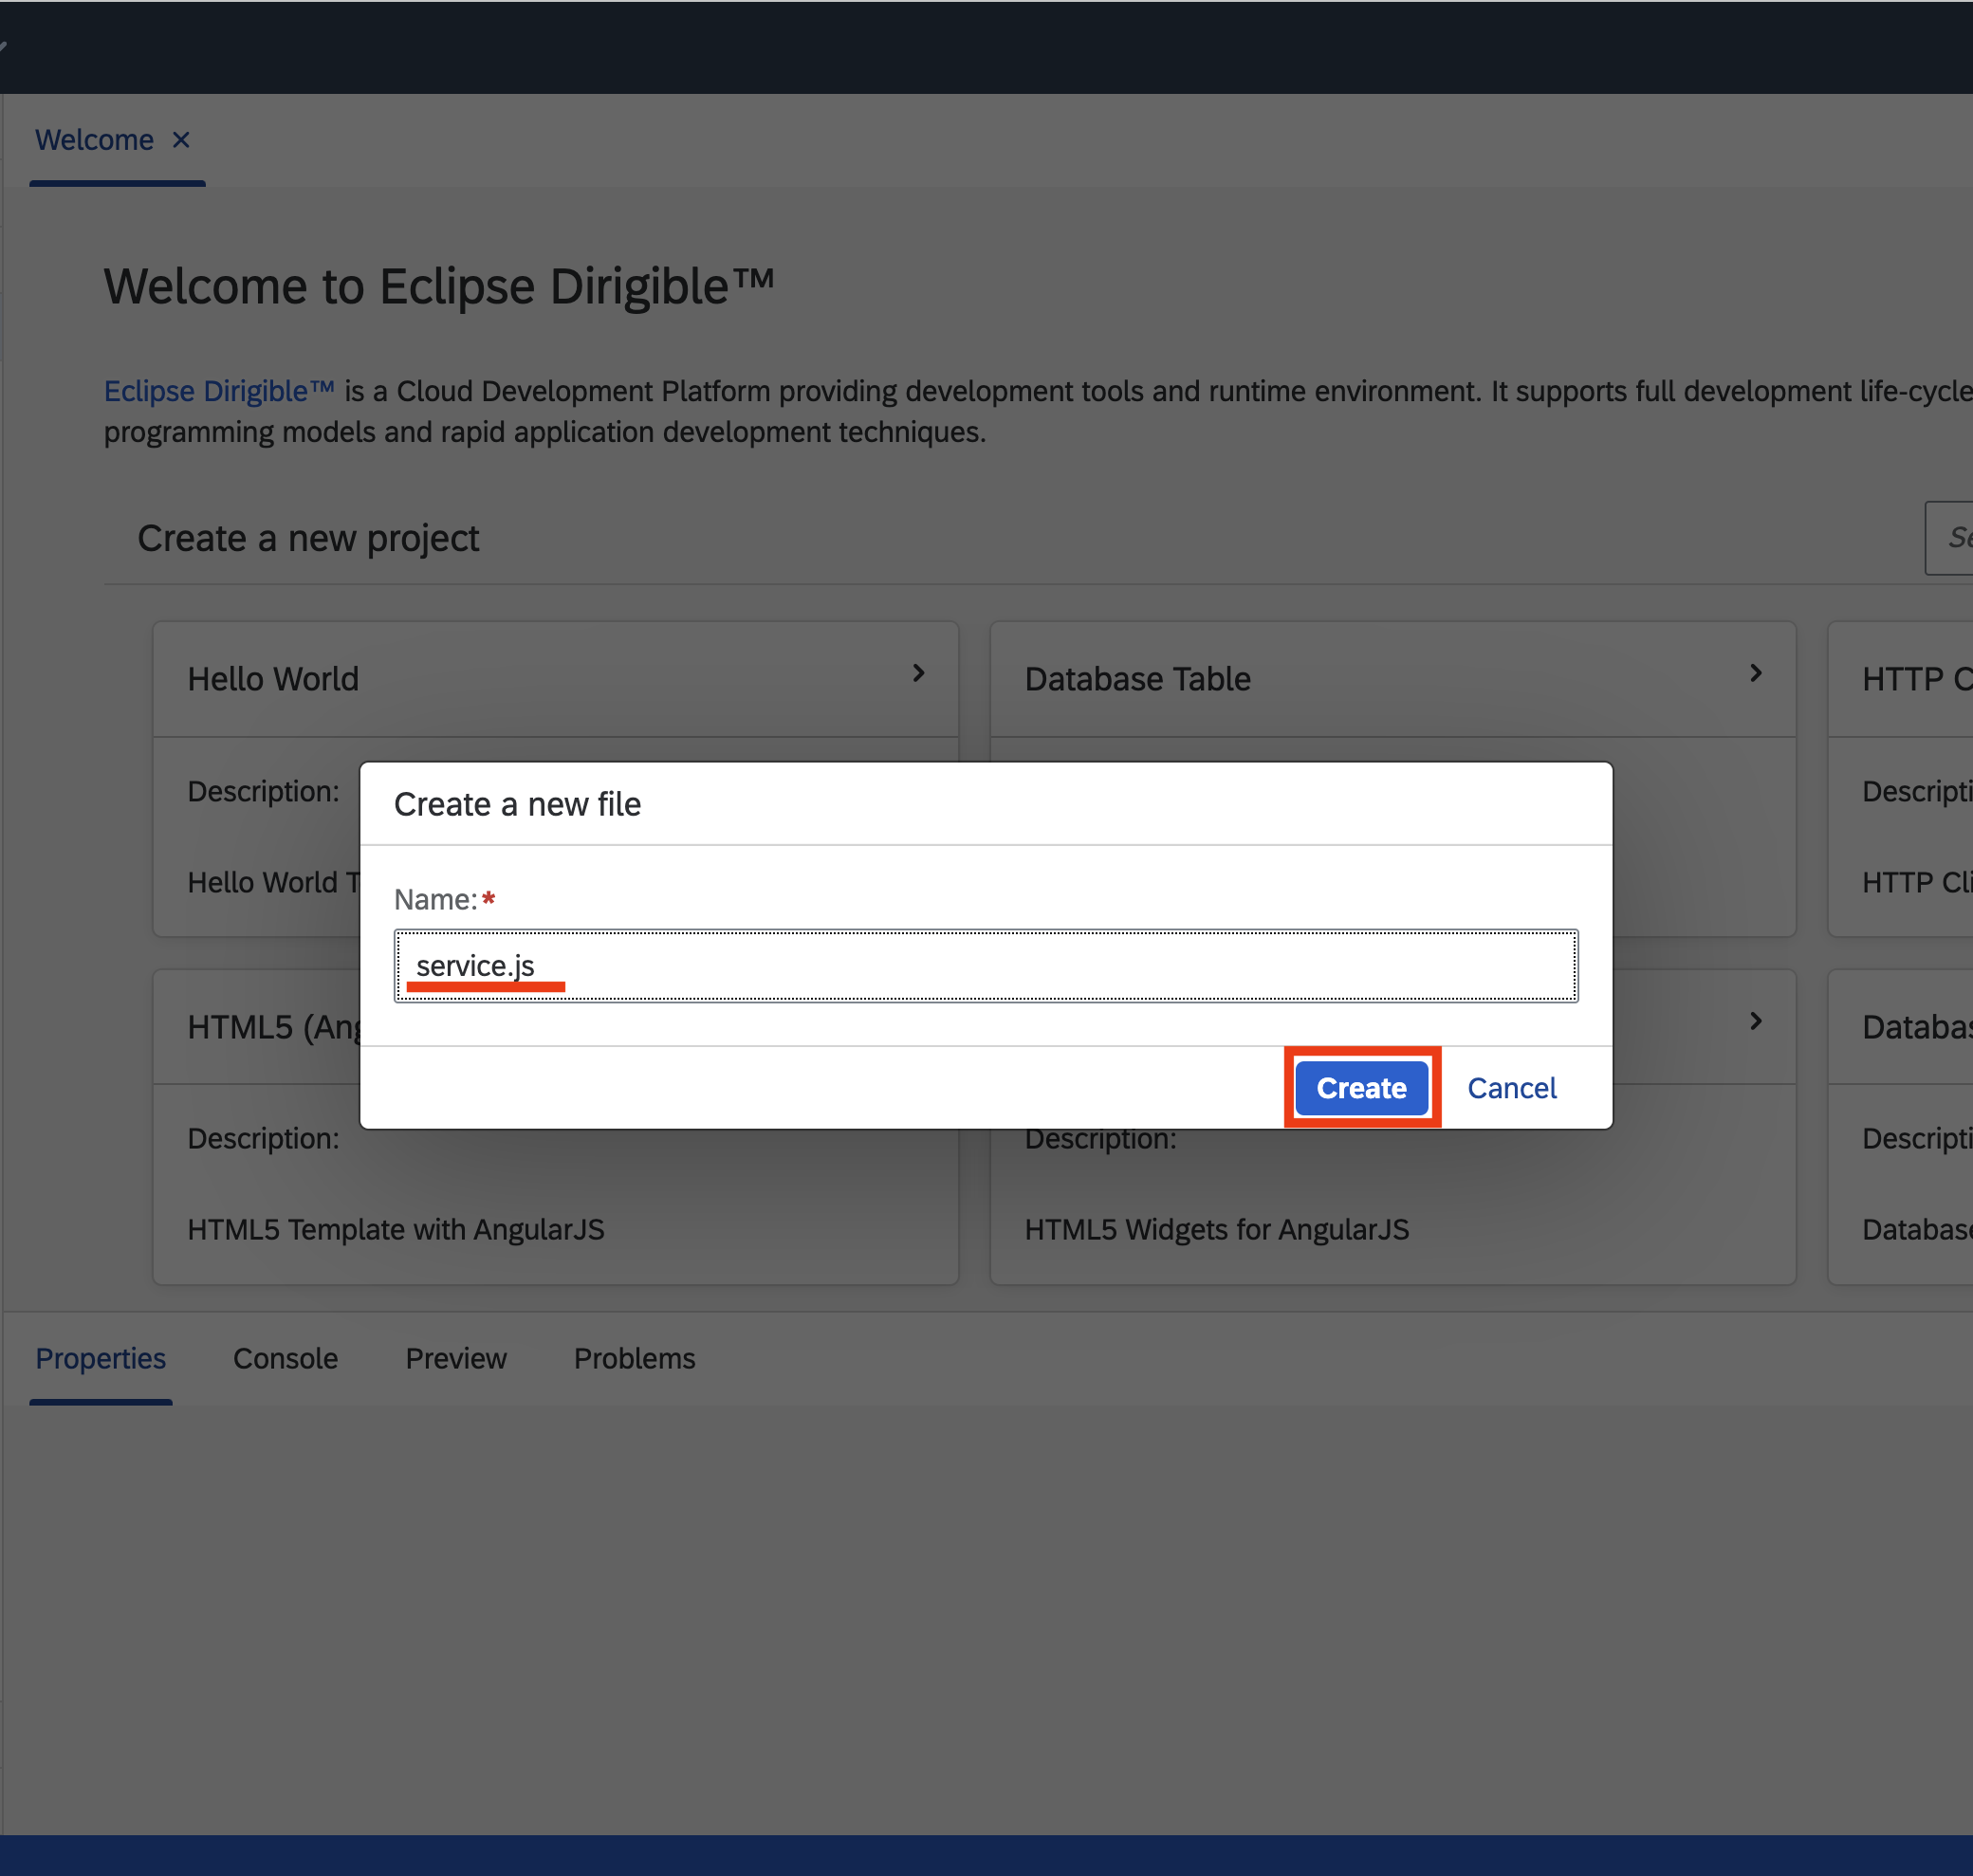 Welcome ✕
Welcome to Eclipse Dirigible™
Eclipse Dirigible™ is a Cloud Development Platform providing development tools and runtime environment. It supports full development life-cycle
programming models and rapid application development techniques.
Create a new project
Se
Hello World
Database Table
HTTP C
Description:
Descripti
Hello World T
HTTP Cli
Create a new file
Name:*
service.js
Create
Cancel
HTML5 (Ang
Databas
Description:
Description:
Descripti
HTML5 Template with AngularJS
HTML5 Widgets for AngularJS
Database
Properties
Console
Preview
Problems